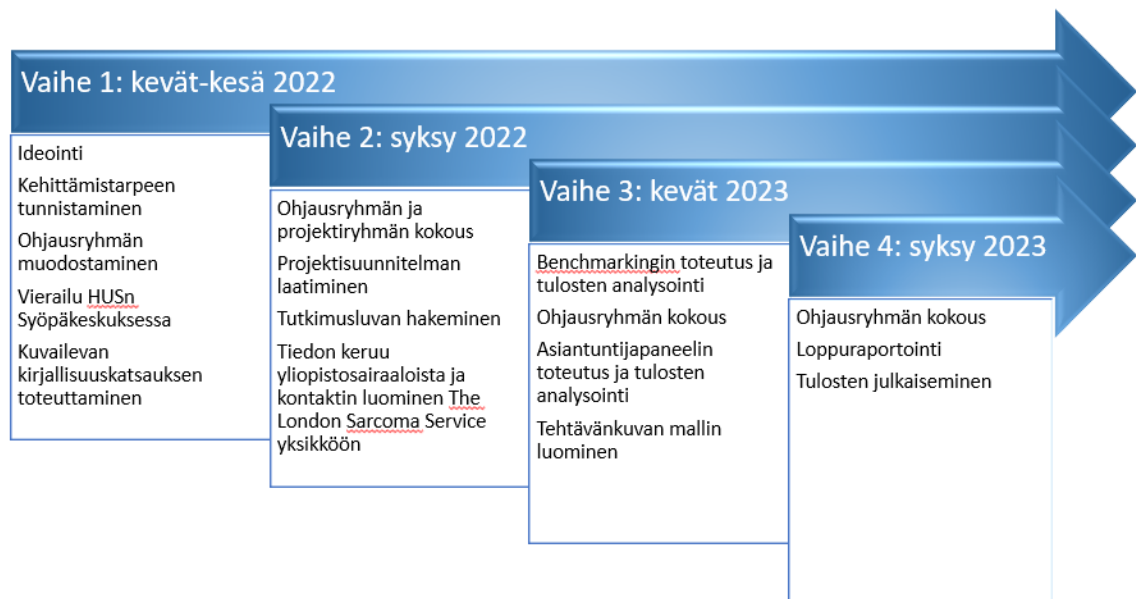 Vaihe 1: kevät-kesä 2022
Ideointi
Kehittämistarpeen
tunnistaminen
Ohjausryhmän
muodostaminen
Vierailu HUSn
Syöpäkeskuksessa
Kuvailevan
kirjallisuuskatsauksen
toteuttaminen
Vaihe 2: syksy 2022
Ohjausryhmän ja
projektiryhmän kokous
Projektisuunnitelman
laatiminen
Tutkimusluvan hakeminen
Tiedon keruu
yliopistosairaaloista ja
kontaktin luominen The
London Sarcoma Service
yksikköön
Vaihe 3: kevät 2023
Benchmarkingin toteutus ja
tulosten analysointi
Ohjausryhmän kokous
Asiantuntijapaneelin
toteutus ja tulosten
analysointi
Tehtävänkuvan mallin
luominen
Vaihe 4: syksy 2023
Ohjausryhmän kokous
Loppuraportointi
Tulosten julkaiseminen